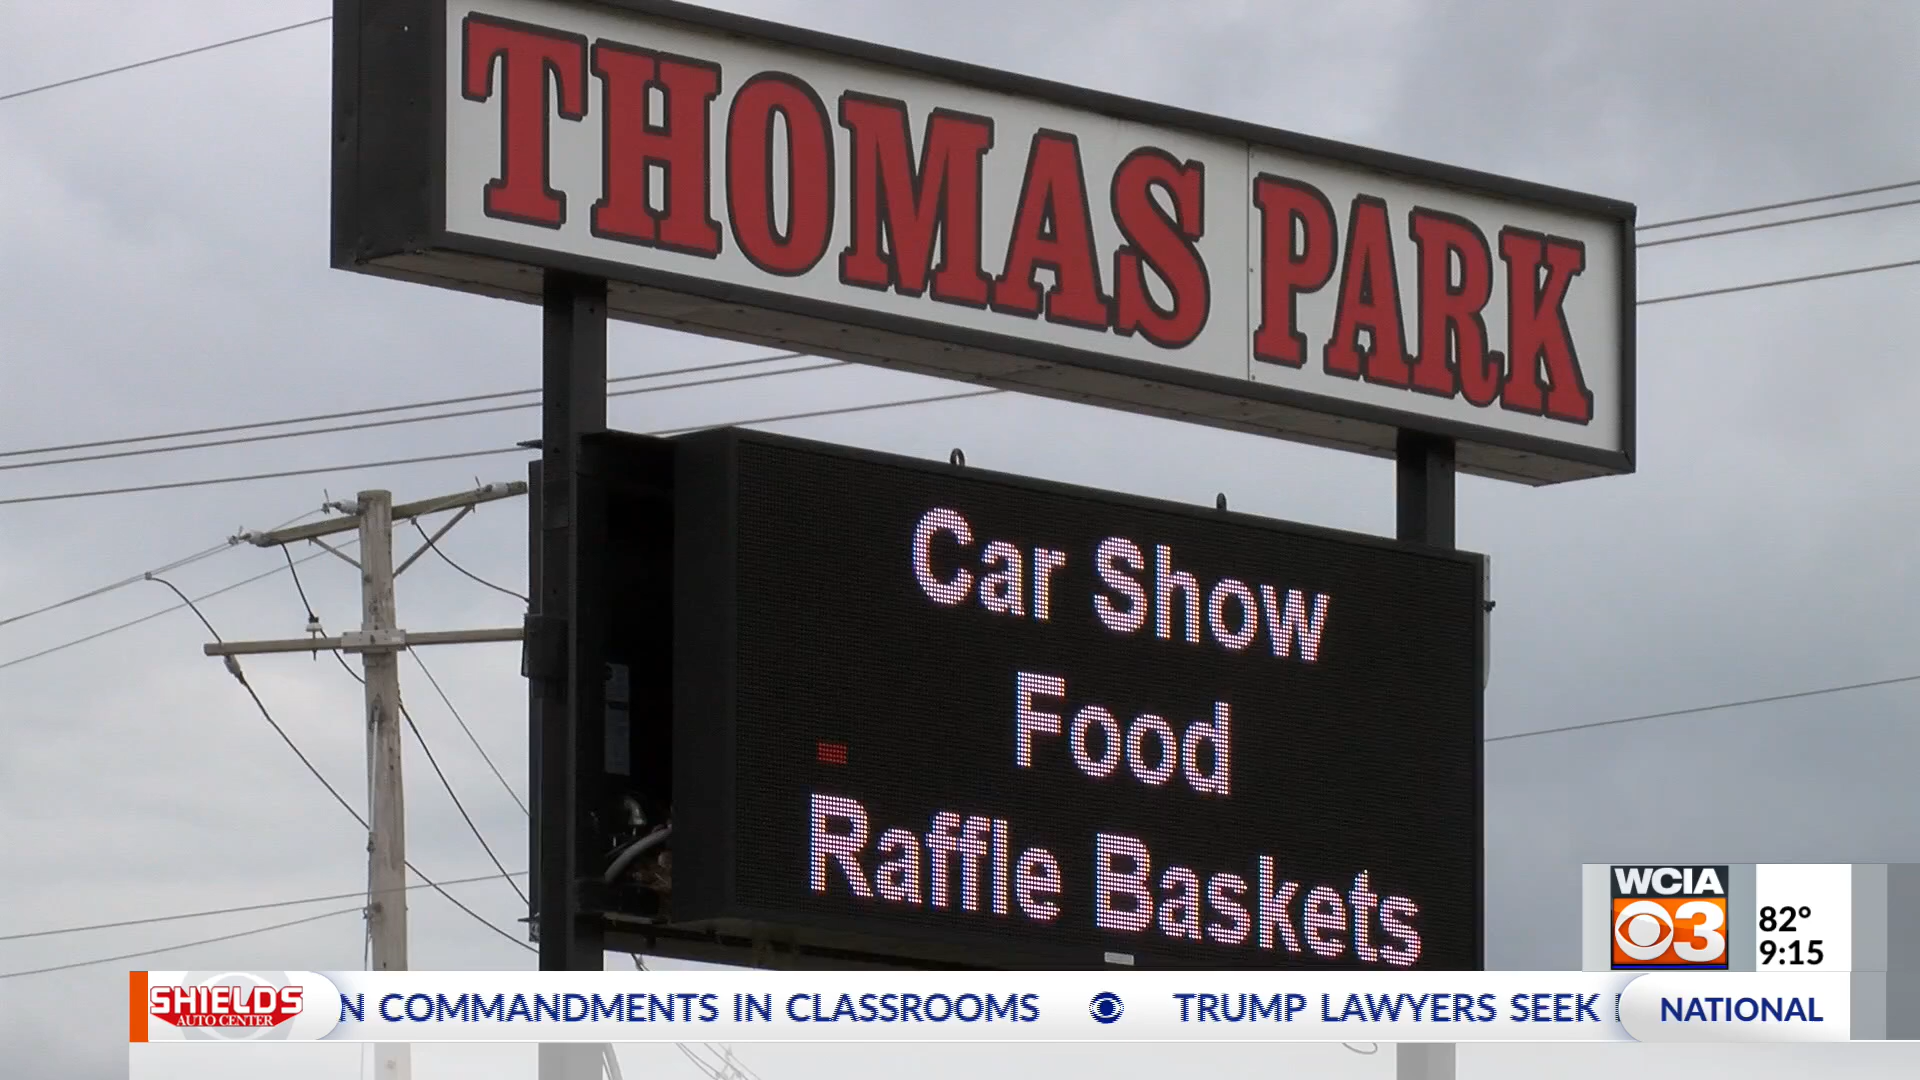 THOMAS PARK
Car Show
Food
Raffle Baskets
WCIA
3
82°
9:15
SHIELDS
AUTO CENTER
N COMMANDMENTS IN CLASSROOMS
TRUMP LAWYERS SEEK
NATIONAL